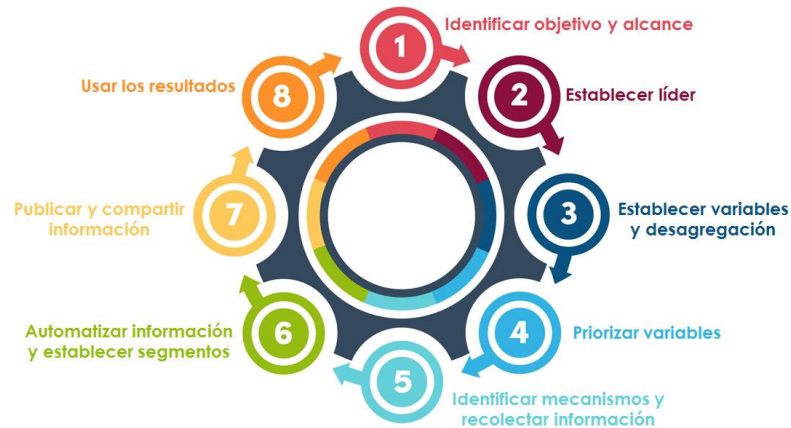 1
Identificar objetivo y alcance
2
Establecer líder
3
Establecer variables
y desagregación
4
Priorizar variables
5
Identificar mecanismos y
recolectar información
6
Automatizar información
y establecer segmentos
7
Publicar y compartir
información
8
Usar los resultados